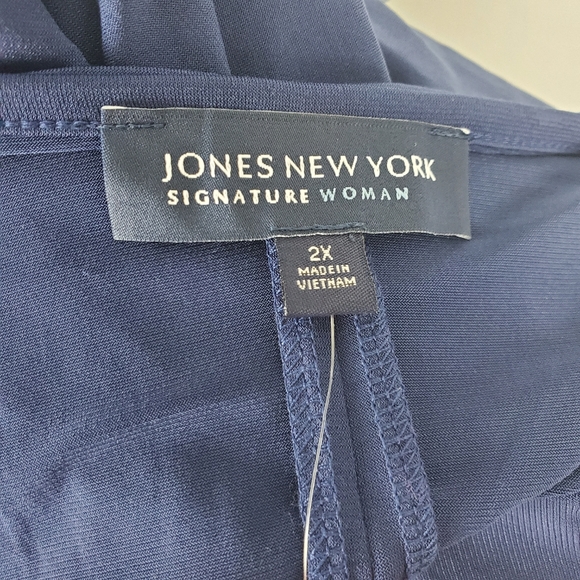 JONES NEW YORK
SIGNATURE WOMAN
2X
MADE IN
VIETNAM